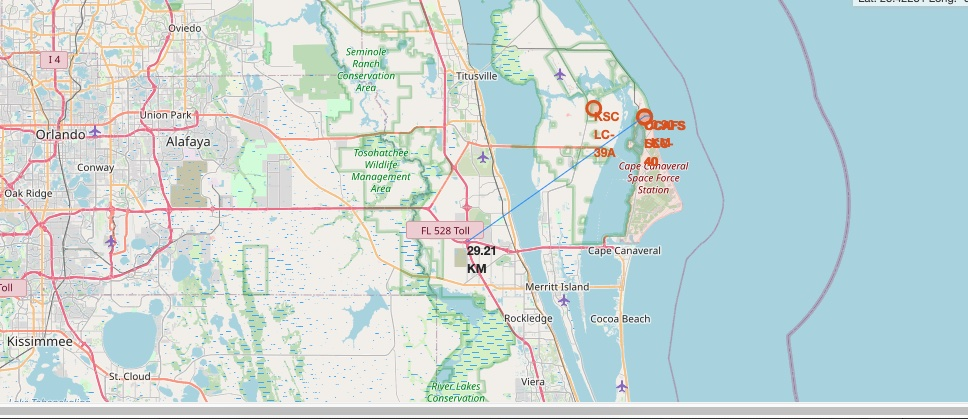 Oviedo
I 4
Seminole
Ranch
Conservation
Area
Titusville
Union Park
KSC
LC-
39A
Orlando
Alafaya
Tosohatchee
Wildlife
Management
Area
Conway
Cape Canaveral
Space Force
Station
40
Oak Ridge
FL 528 Toll
29.21
KM
Cape Canaveral
Toll
Merritt Island
Rockledge
Cocoa Beach
Kissimmee
St. Cloud
Viera
River Lakes
Conservation